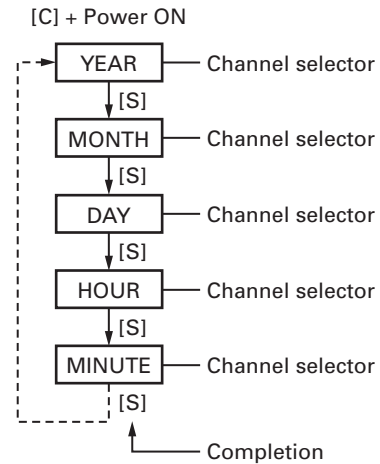 [C] + Power ON
YEAR Channel selector
[S]
MONTH Channel selector
[S]
DAY Channel selector
[S]
HOUR Channel selector
[S]
MINUTE Channel selector
[S]
Completion